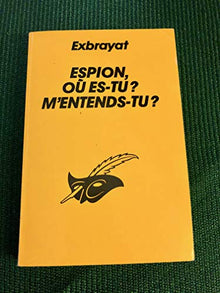 Exbrayat
ESPION,
OÙ ES-TU?
M'ENTENDS-TU?